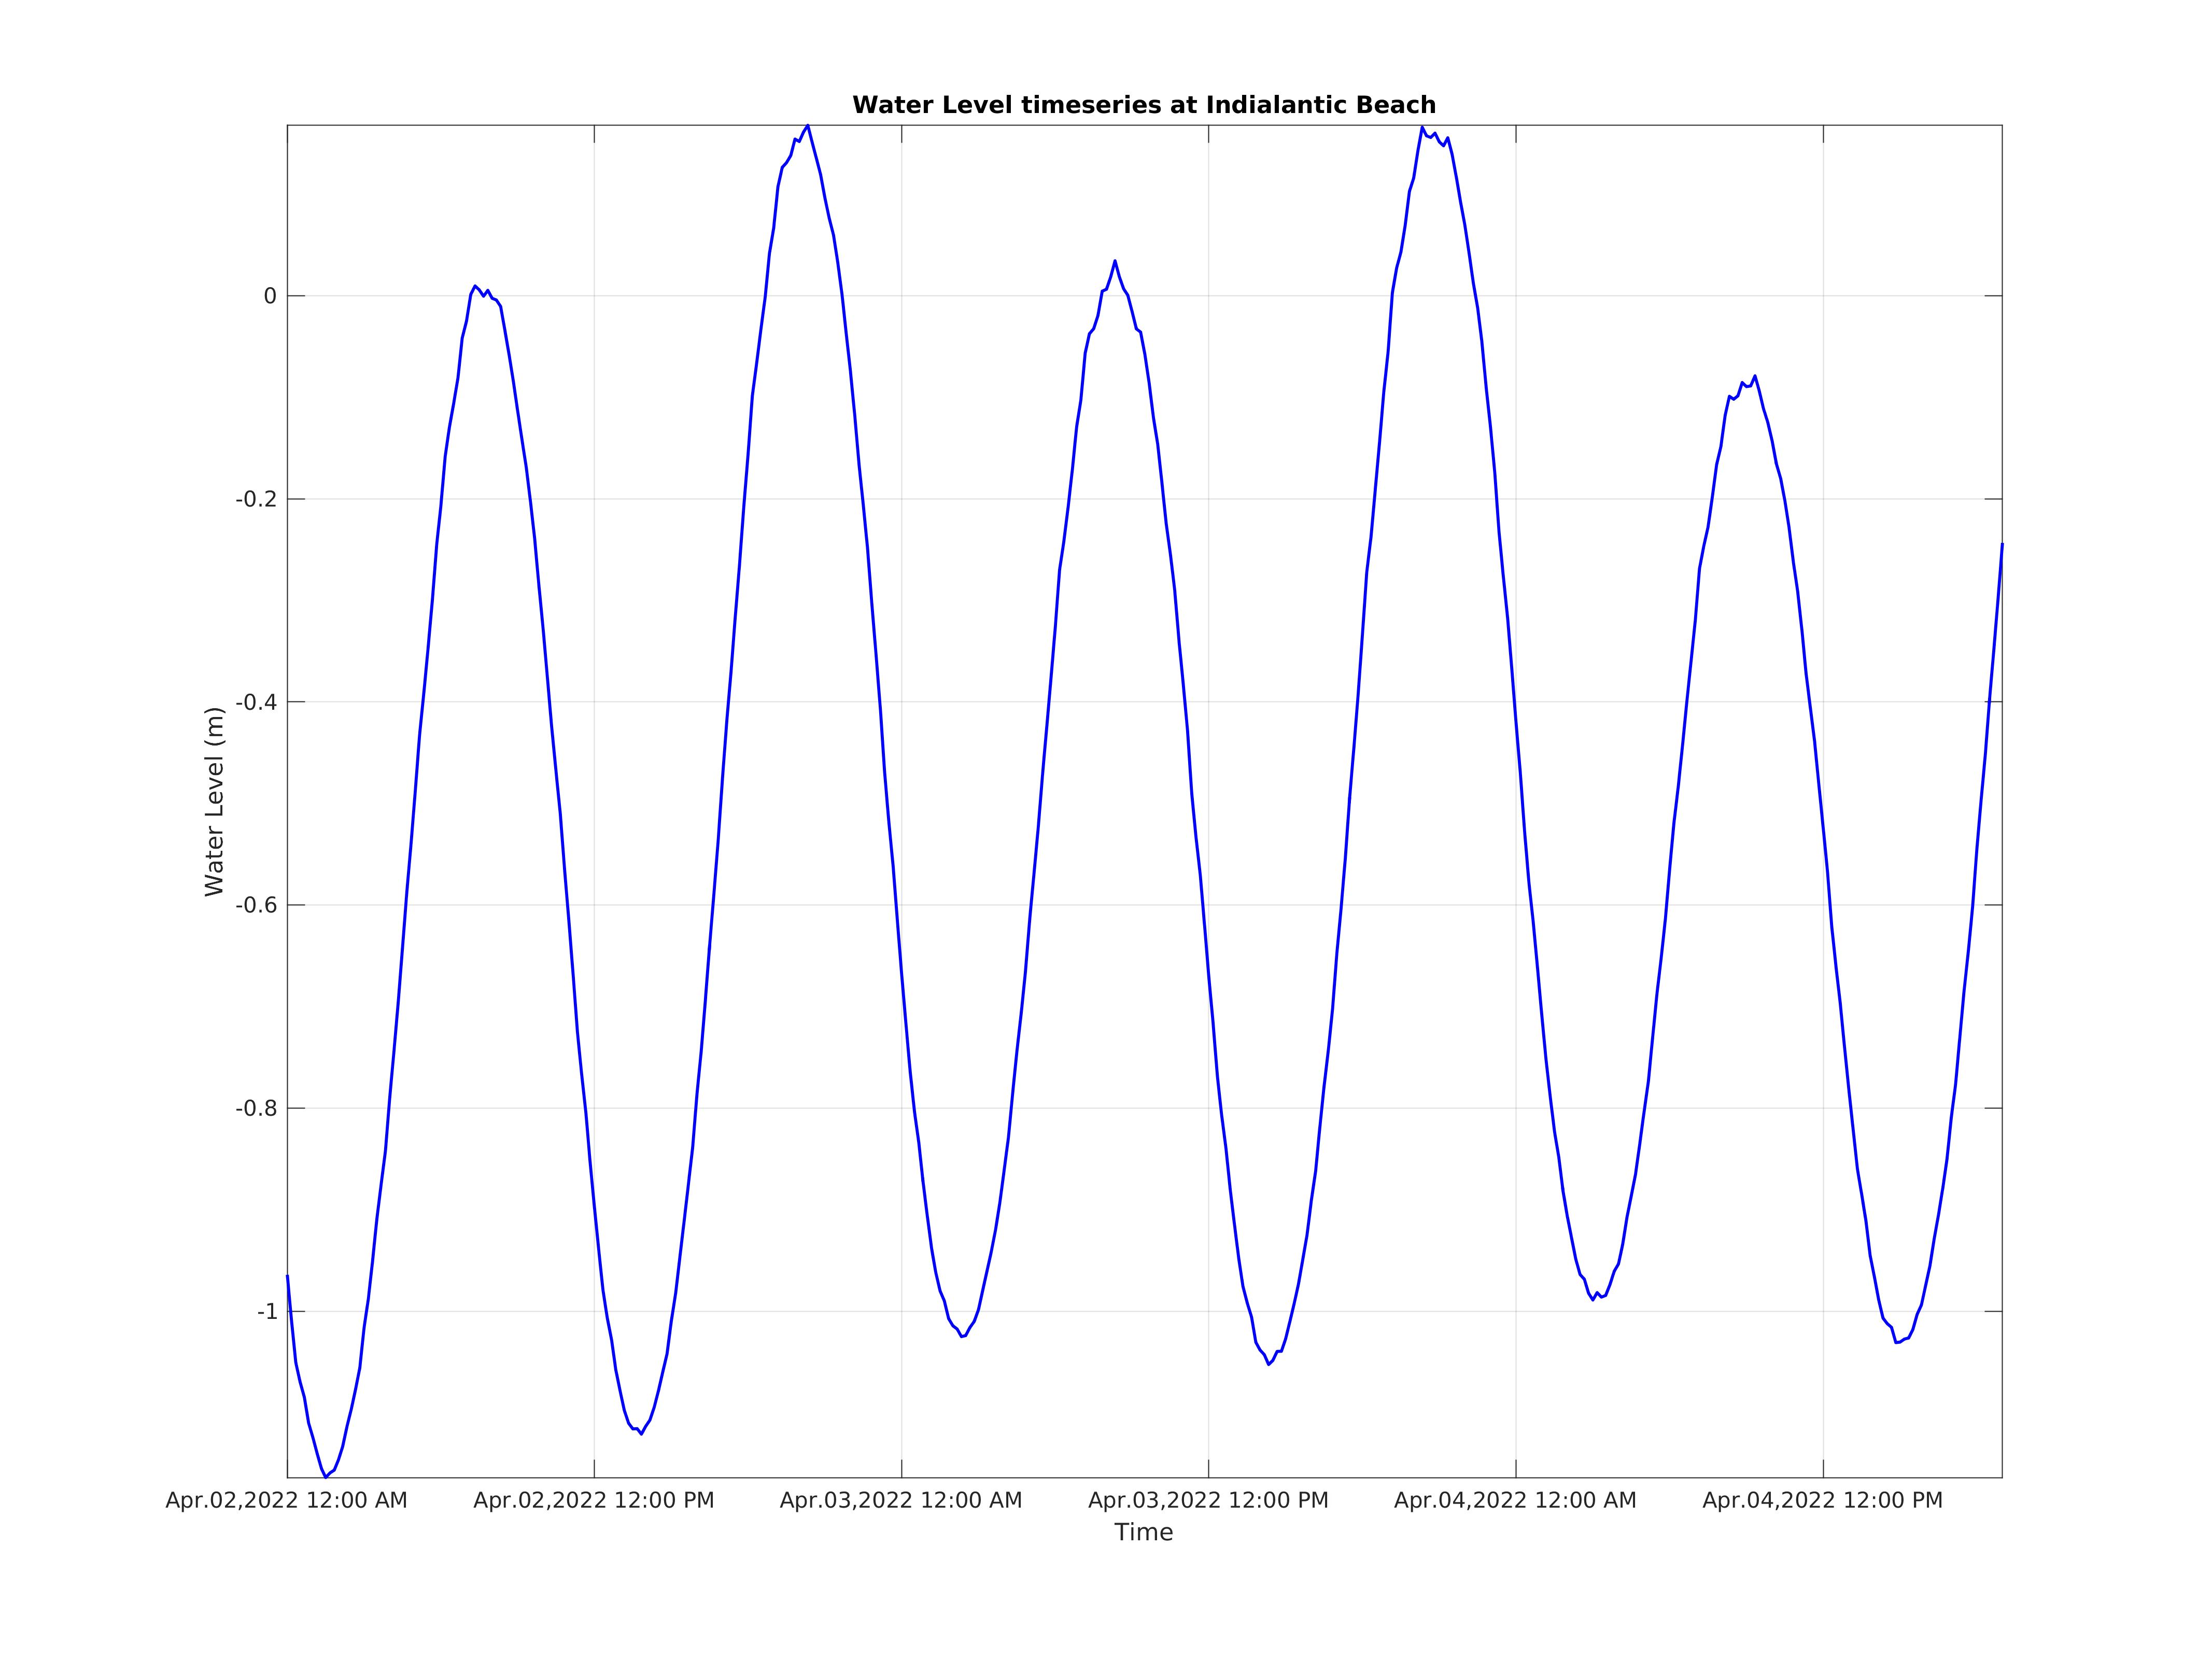 Water Level timeseries at Indialantic Beach
0
-0.2
-0.4
-0.6
-0.8
-1
Water Level (m)
Apr.02,2022 12:00 AM
Apr.02,2022 12:00 PM
Apr.03,2022 12:00 AM
Apr.03,2022 12:00 PM
Apr.04,2022 12:00 AM
Apr.04,2022 12:00 PM
Time